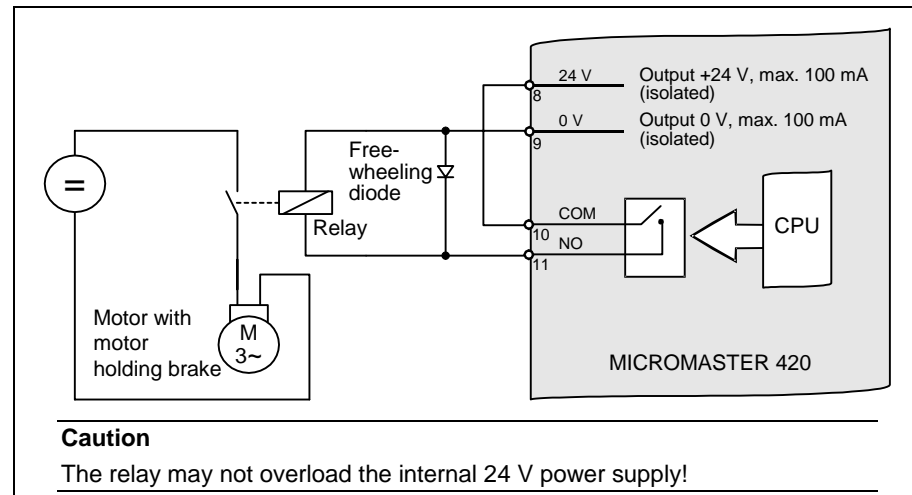 24 V
8
Output +24 V, max. 100 mA
(isolated)
0 V
9
Output 0 V, max. 100 mA
(isolated)
Free-
wheeling
diode
=
Relay
COM
10
NO
11
CPU
Motor with
motor
holding brake
M
3~
MICROMASTER 420
Caution
The relay may not overload the internal 24 V power supply!